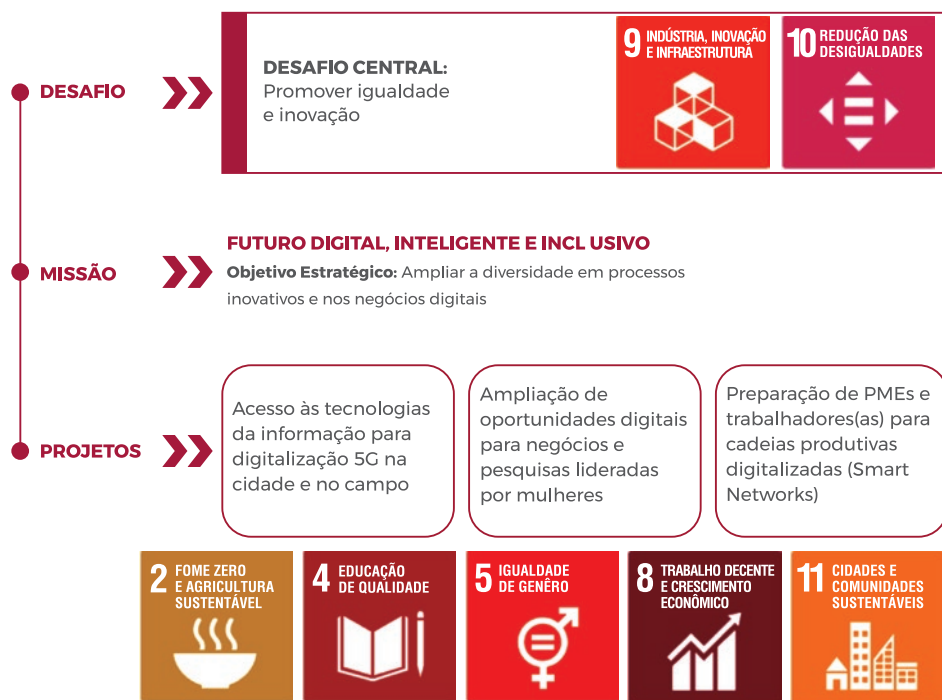 DESAFIO
DESAFIO CENTRAL:
Promover igualdade
e inovação
9 INDÚSTRIA, INOVAÇÃO
E INFRAESTRUTURA
10 REDUÇÃO DAS
DESIGUALDADES
MISSÃO
FUTURO DIGITAL, INTELIGENTE E INCL USIVO
Objetivo Estratégico: Ampliar a diversidade em processos
inovativos e nos negócios digitais
PROJETOS
Acesso às tecnologias
da informação para
digitalização 5G na
cidade e no campo
Ampliação de
oportunidades digitais
para negócios e
pesquisas lideradas
por mulheres
Preparação de PMEs e
trabalhadores(as) para
cadeias produtivas
digitalizadas (Smart
Networks)
2 FOME ZERO
E AGRICULTURA
SUSTENTÁVEL
4 EDUCAÇÃO
DE QUALIDADE
5 IGUALDADE
DE GENÊRO
8 TRABALHO DECENTE
E CRESCIMENTO
ECONÔMICO
11 CIDADES E
COMUNIDADES
SUSTENTÁVEIS